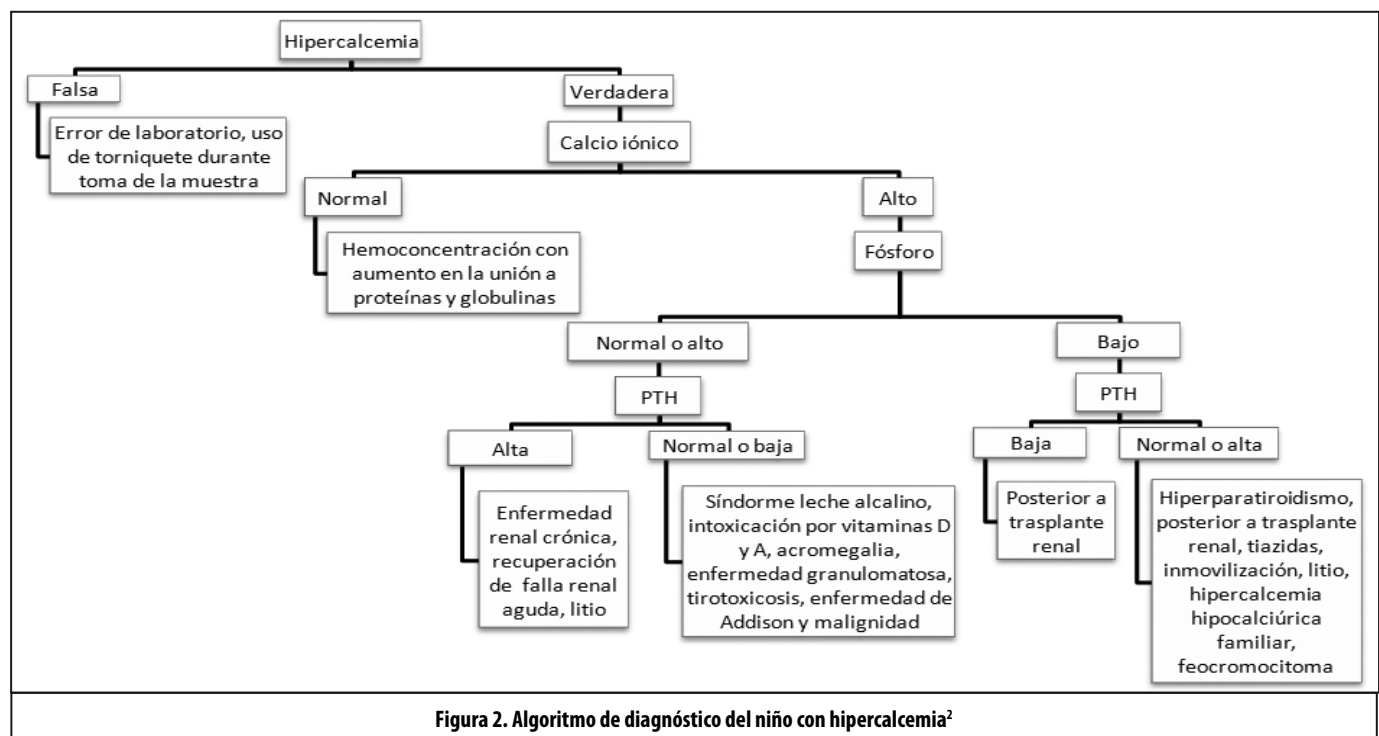 Hipercalcemia
Falsa
Verdadera
Error de laboratorio, uso
de torniquete durante
toma de la muestra
Calcio iónico
Normal
Alto
Hemoconcentración con
aumento en la unión a
proteínas y globulinas
Fósforo
Normal o alto
Bajo
PTH
PTH
Alta
Normal o baja
Baja
Normal o alta
Enfermedad
renal crónica,
recuperación
de falla renal
aguda, litio
Síndorme leche alcalino,
intoxicación por vitaminas D
y A, acromegalia,
enfermedad granulomatosa,
tirotoxicosis, enfermedad de
Addison y malignidad
Posterior a
trasplante
renal
Hiperparatiroidismo,
posterior a trasplante
renal, tiazidas,
inmovilización, litio,
hipercalcemia
hipocalciúrica
familiar,
feocromocitoma
Figura 2. Algoritmo de diagnóstico del niño con hipercalcemia²